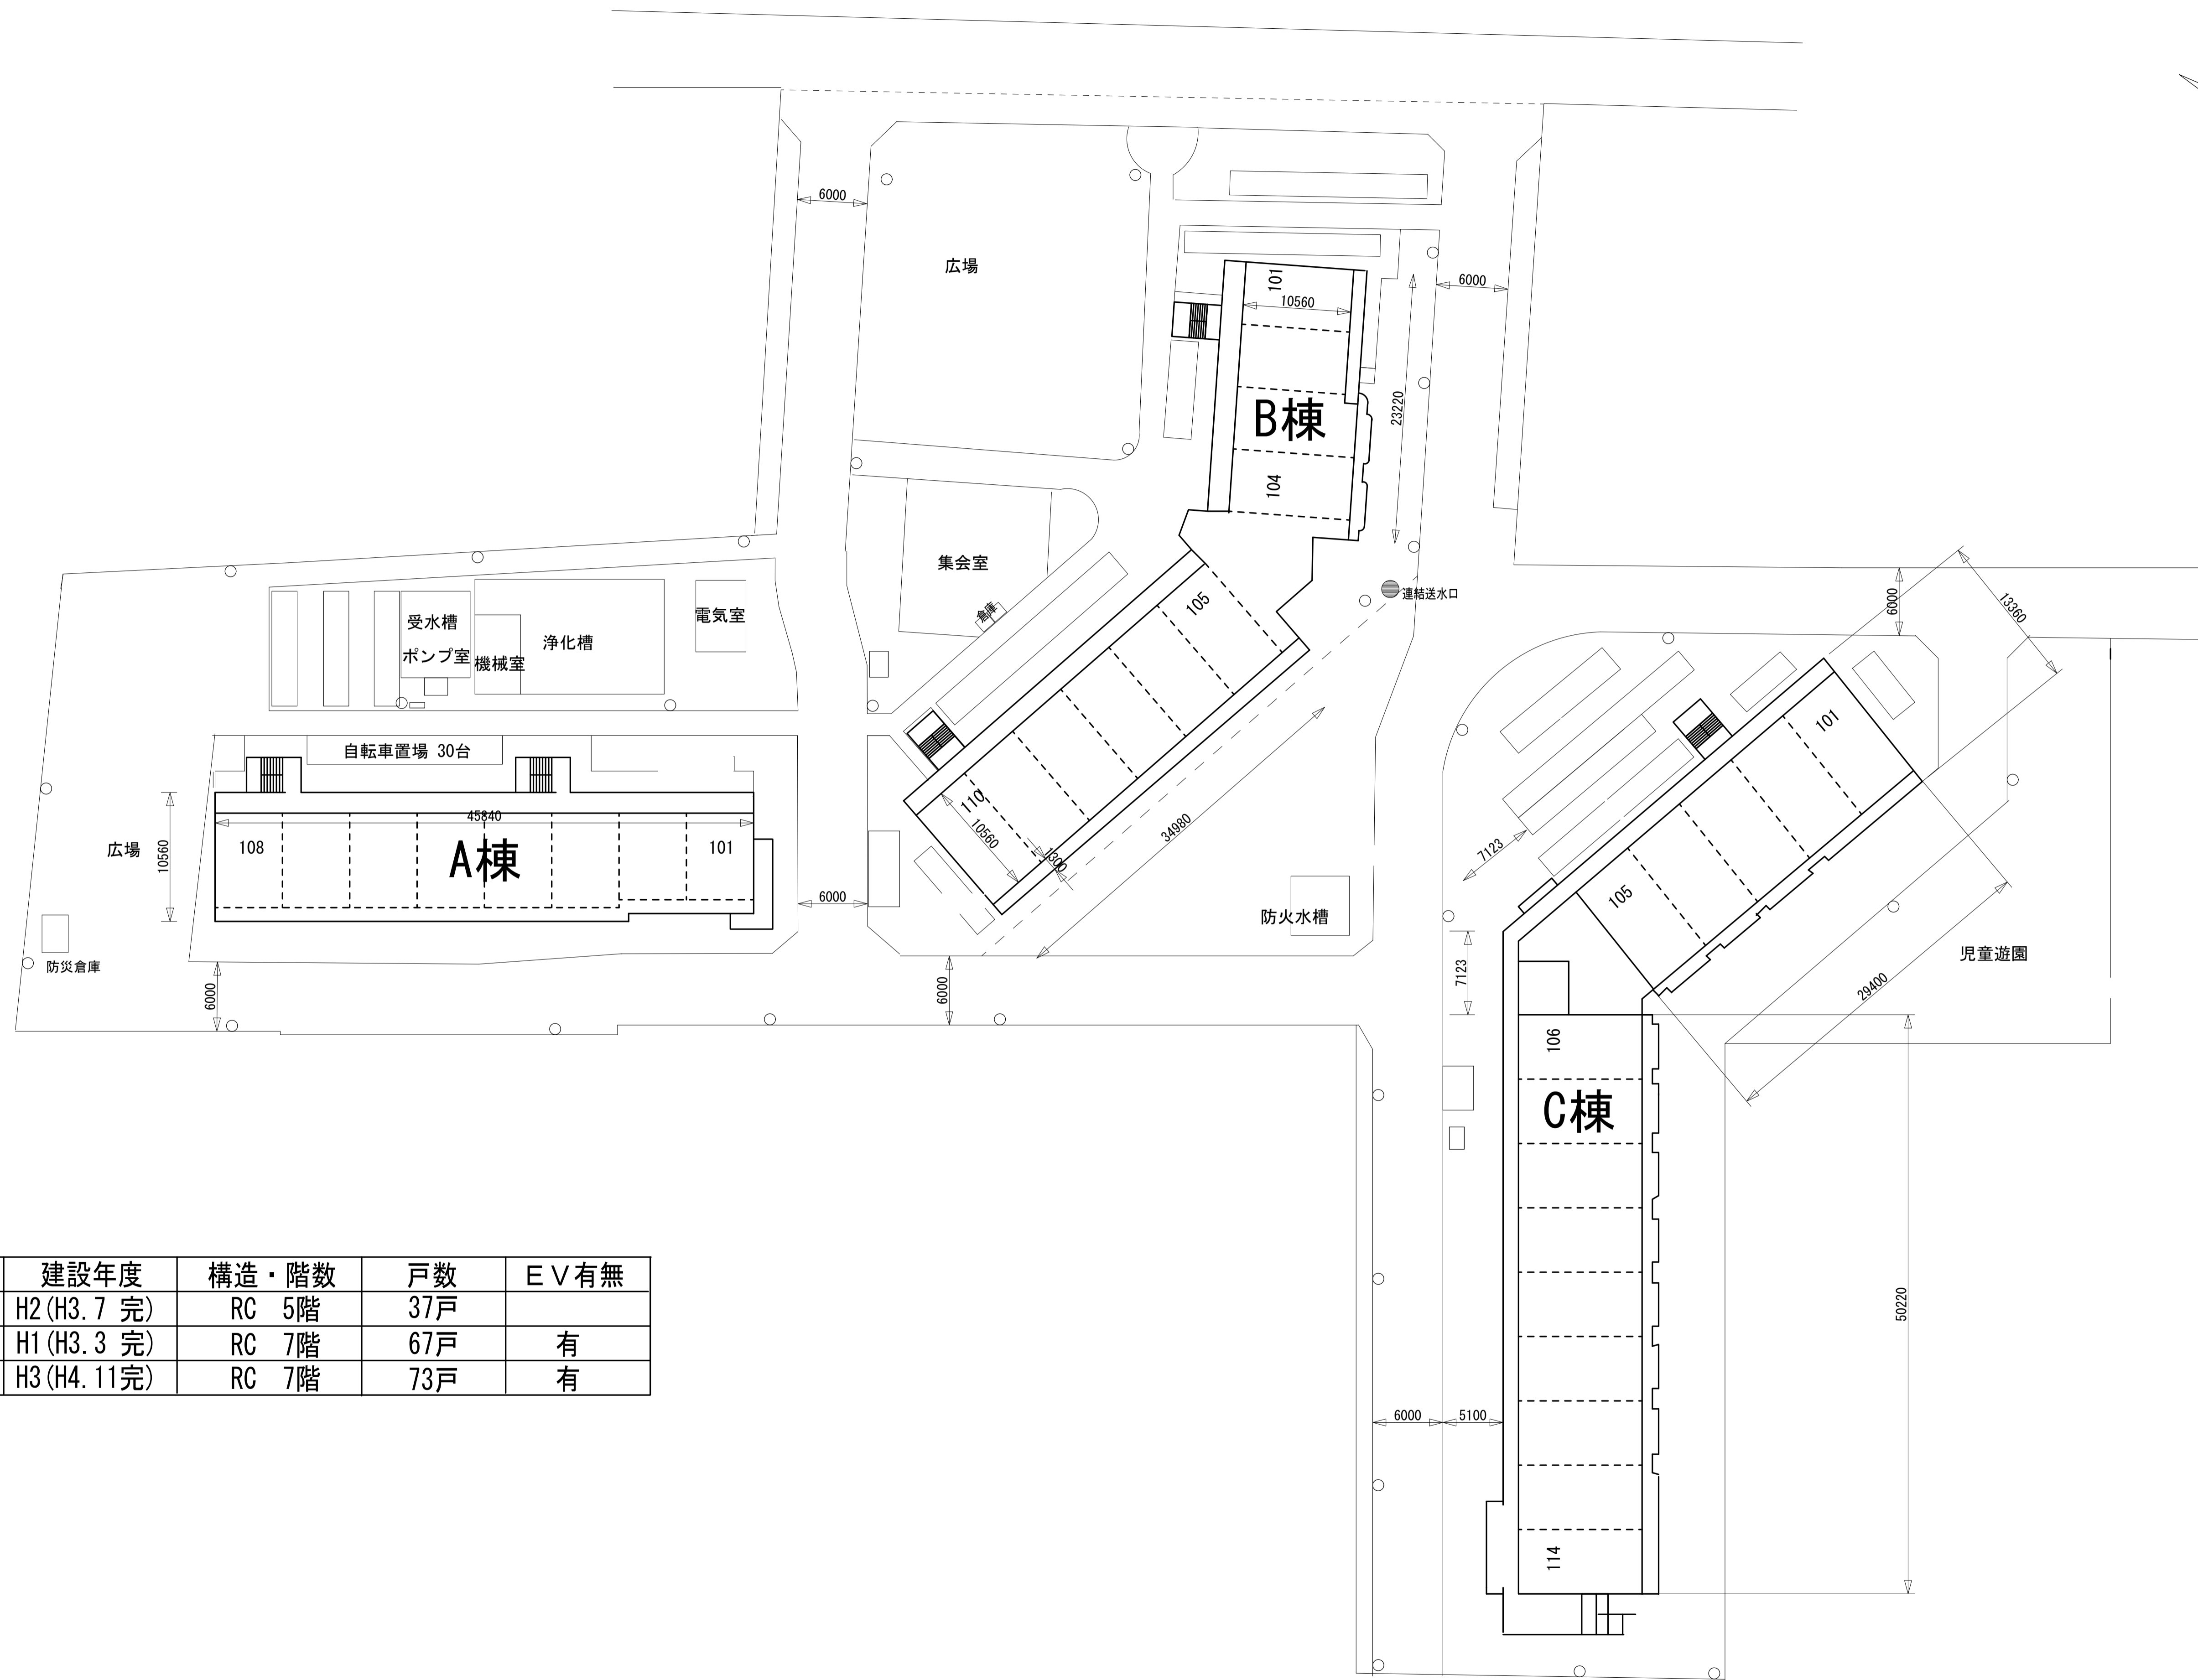 6000
広場
101
10560
6000
B棟
23220
104
集会室
倉庫
105
連結送水口
6000
13360
受水槽
ポンプ室
機械室
浄化槽
電気室
自転車置場 30台
45840
広場
10560
108
A棟
101
110
10560
1300
34980
6000
防火水槽
防災倉庫
6000
6000
7123
101
105
7123
児童遊園
29400
106
C棟
50220
6000
5100
114
建設年度 構造・階数 戸数 EV有無
H2(H3.7 完) RC 5階 37戸
H1(H3.3 完) RC 7階 67戸 有
H3(H4.11完) RC 7階 73戸 有